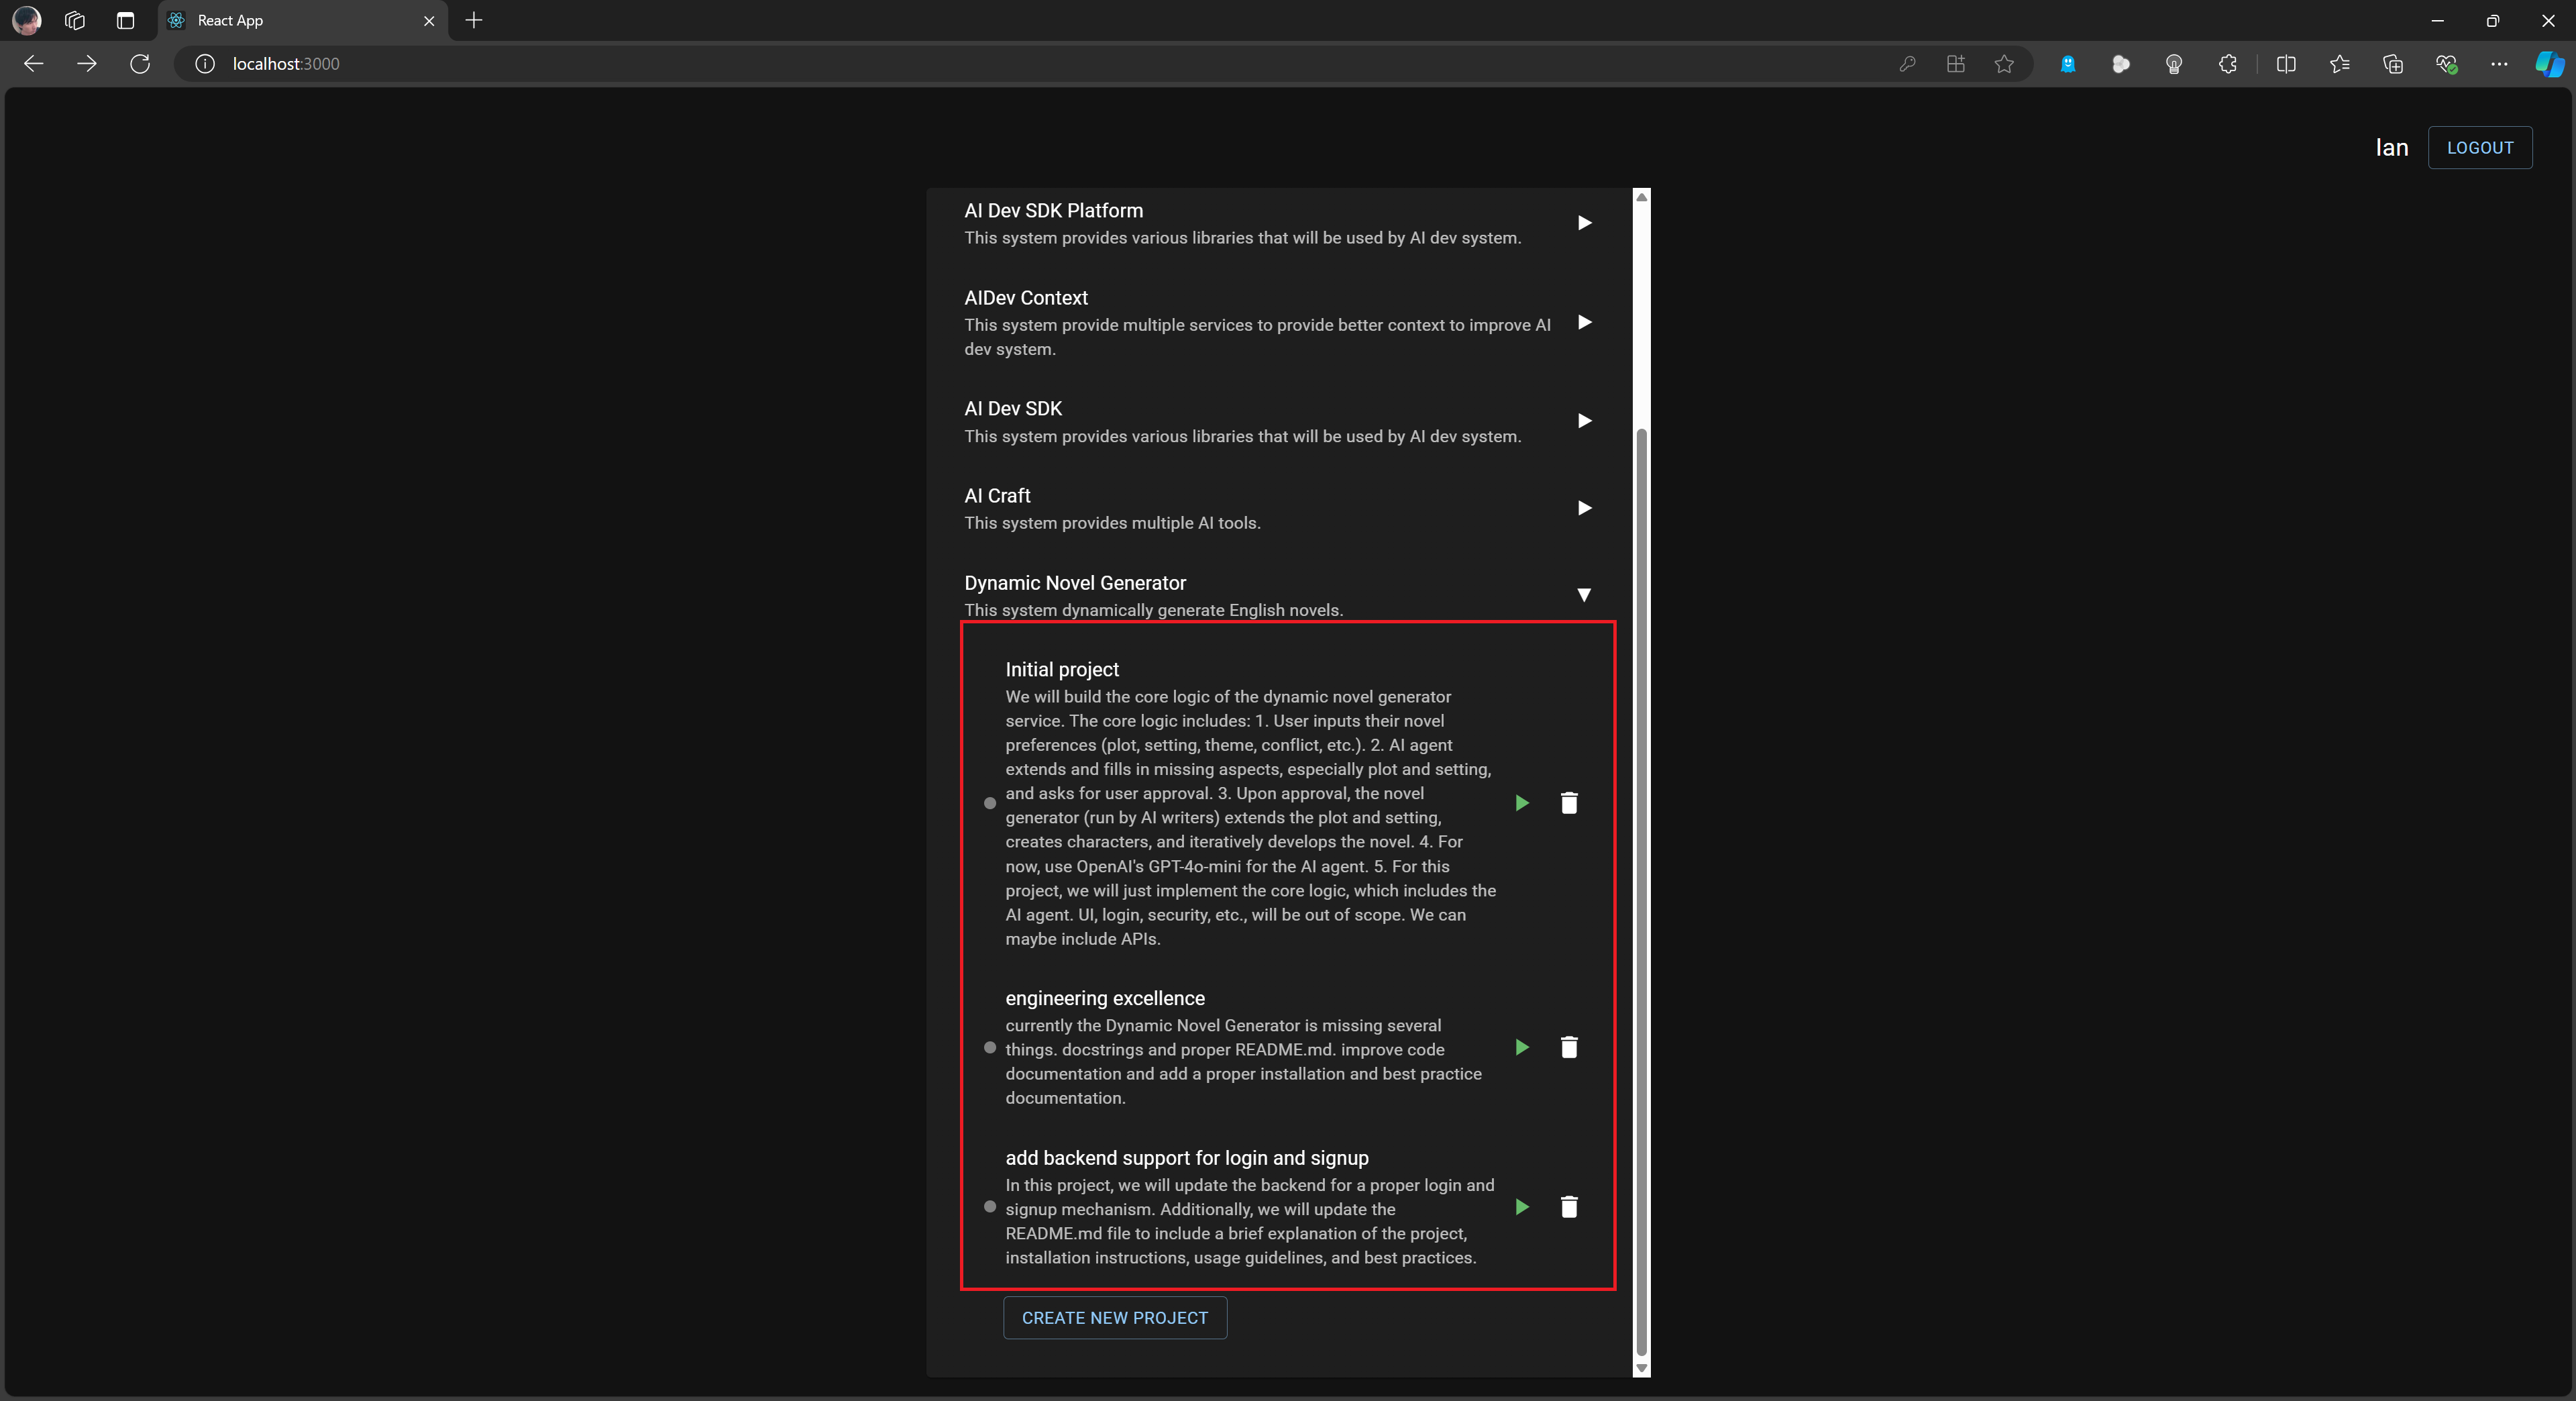 React App
localhost:3000
Ian
LOGOUT
AI Dev SDK Platform
This system provides various libraries that will be used by AI dev system.
AIDev Context
This system provide multiple services to provide better context to improve AI
dev system.
AI Dev SDK
This system provides various libraries that will be used by AI dev system.
AI Craft
This system provides multiple AI tools.
Dynamic Novel Generator
This system dynamically generate English novels.
Initial project
We will build the core logic of the dynamic novel generator
service. The core logic includes: 1. User inputs their novel
preferences (plot, setting, theme, conflict, etc.). 2. AI agent
extends and fills in missing aspects, especially plot and setting,
and asks for user approval. 3. Upon approval, the novel
generator (run by AI writers) extends the plot and setting,
creates characters, and iteratively develops the novel. 4. For
now, use OpenAI's GPT-4o-mini for the AI agent. 5. For this
project, we will just implement the core logic, which includes the
AI agent. UI, login, security, etc., will be out of scope. We can
maybe include APIs.
engineering excellence
currently the Dynamic Novel Generator is missing several
things. docstrings and proper README.md. improve code
documentation and add a proper installation and best practice
documentation.
add backend support for login and signup
In this project, we will update the backend for a proper login and
signup mechanism. Additionally, we will update the
README.md file to include a brief explanation of the project,
installation instructions, usage guidelines, and best practices.
CREATE NEW PROJECT